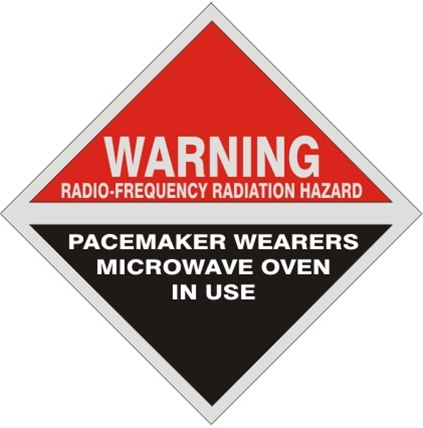 WARNING
RADIO-FREQUENCY RADIATION HAZARD
PACEMAKER WEARERS
MICROWAVE OVEN
IN USE